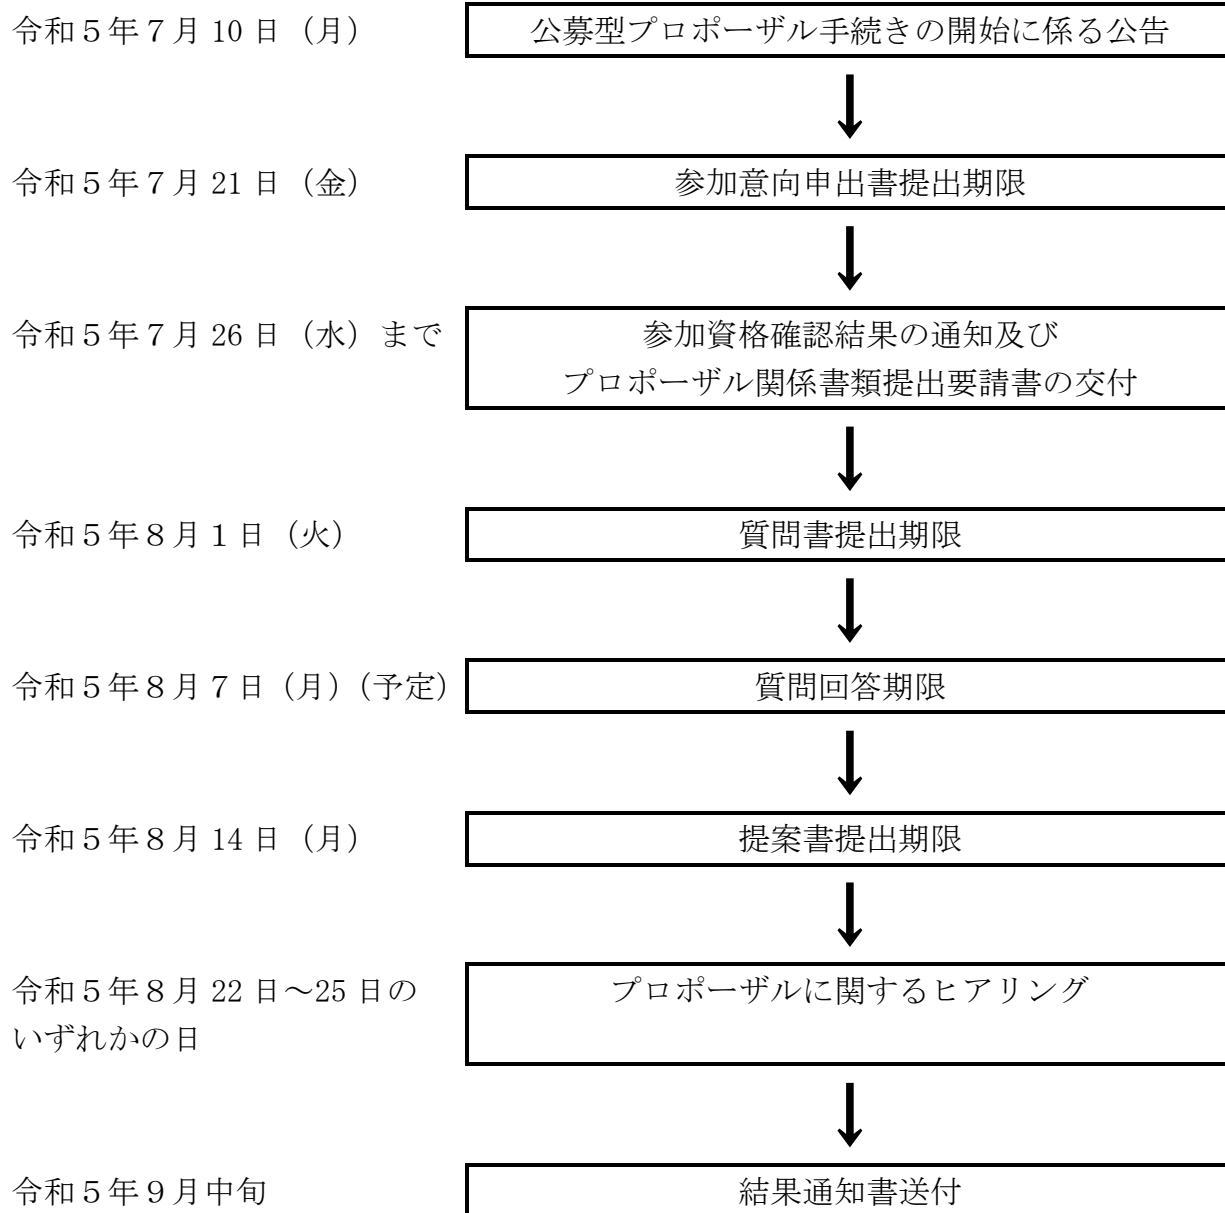 令和５年７月 10 日（月）
公募型プロポーザル手続きの開始に係る公告
令和５年７月 21 日（金）
参加意向申出書提出期限
令和５年７月 26 日（水）まで
参加資格確認結果の通知及び
プロポーザル関係書類提出要請書の交付
令和５年８月１日（火）
質問書提出期限
令和５年８月７日（月）（予定）
質問回答期限
令和５年８月 14 日（月）
提案書提出期限
令和５年８月 22 日～25 日の
いずれかの日
プロポーザルに関するヒアリング
令和５年９月中旬
結果通知書送付